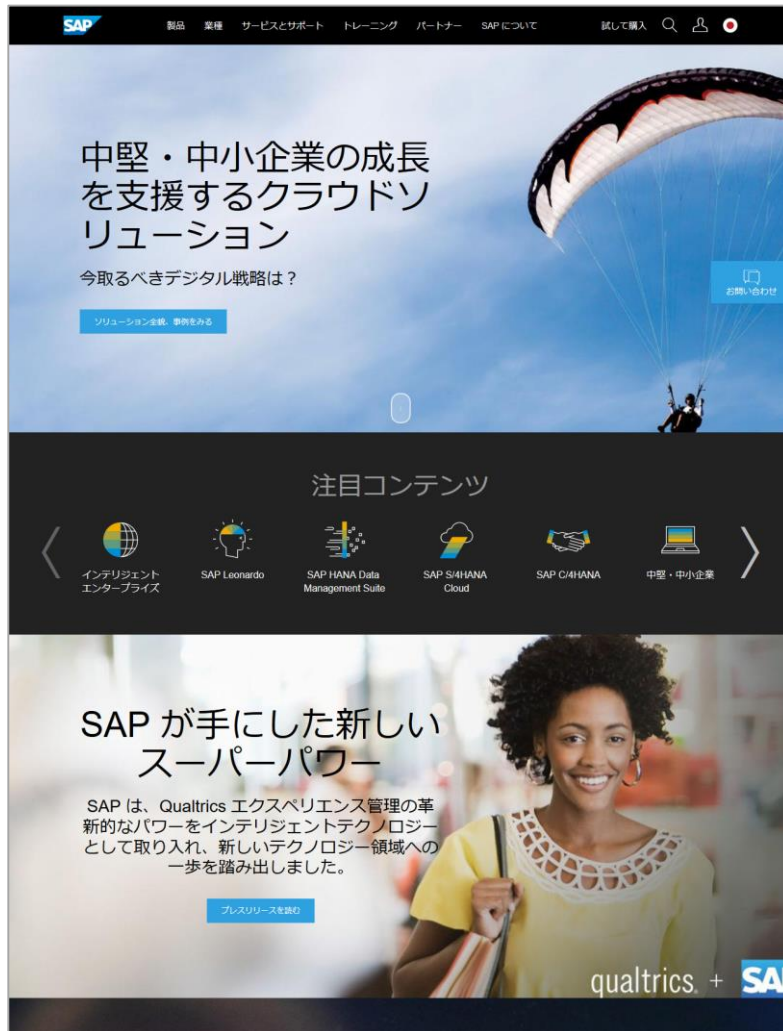 SAP
製品 業種 サービスとサポート トレーニング パートナー SAP について 試して購入
中堅・中小企業の成長
を支援するクラウドソ
リューション
今取るべきデジタル戦略は？
ソリューション全貌、事例をみる
お問い合わせ
注目コンテンツ
インテリジェント
エンタープライズ
SAP Leonardo
SAP HANA Data
Management Suite
SAP S/4HANA
Cloud
SAP C/4HANA
中堅・中小企業
SAP が手にした新しい
スーパーパワー
SAP は、Qualtrics エクスペリエンス管理の革
新的なパワーをインテリジェントテクノロジー
として取り入れ、新しいテクノロジー領域への
一歩を踏み出しました。
プレスリリースを読む
qualtrics. + SA